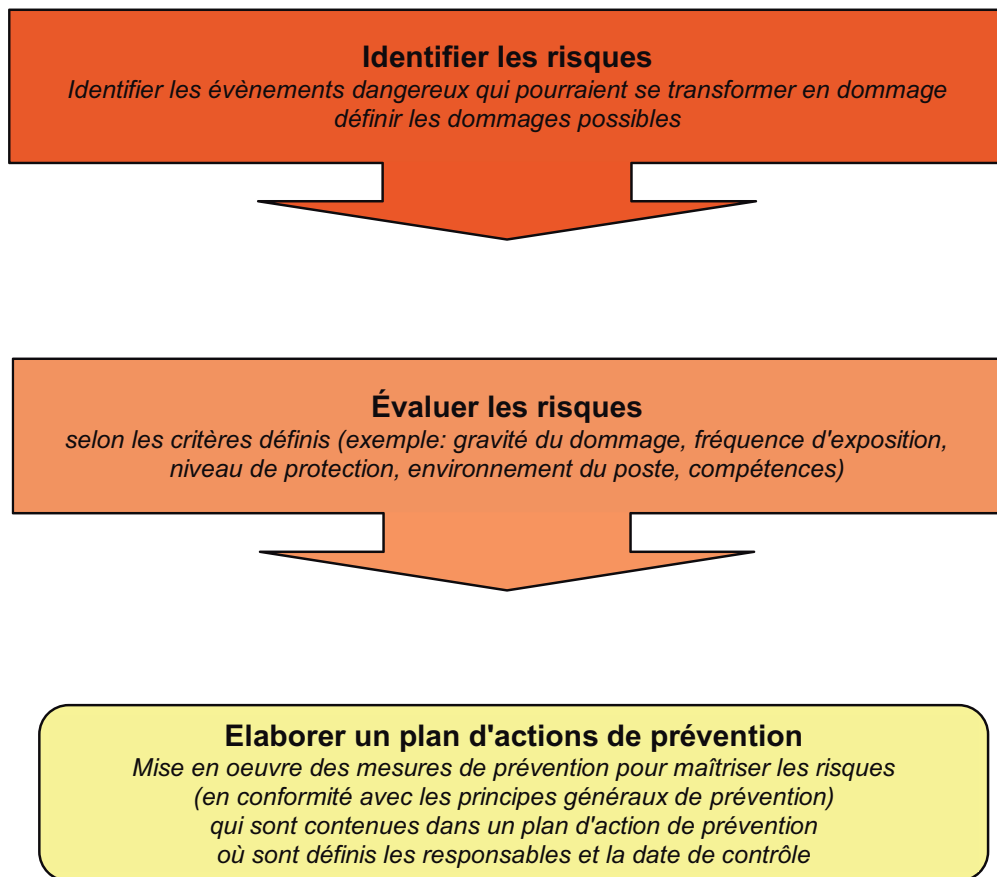 Identifier les risques
Identifier les évènements dangereux qui pourraient se transformer en dommage
définir les dommages possibles
Évaluer les risques
selon les critères définis (exemple: gravité du dommage, fréquence d'exposition,
niveau de protection, environnement du poste, compétences)
Elaborer un plan d'actions de prévention
Mise en oeuvre des mesures de prévention pour maîtriser les risques
(en conformité avec les principes généraux de prévention)
qui sont contenues dans un plan d'action de prévention
où sont définis les responsables et la date de contrôle